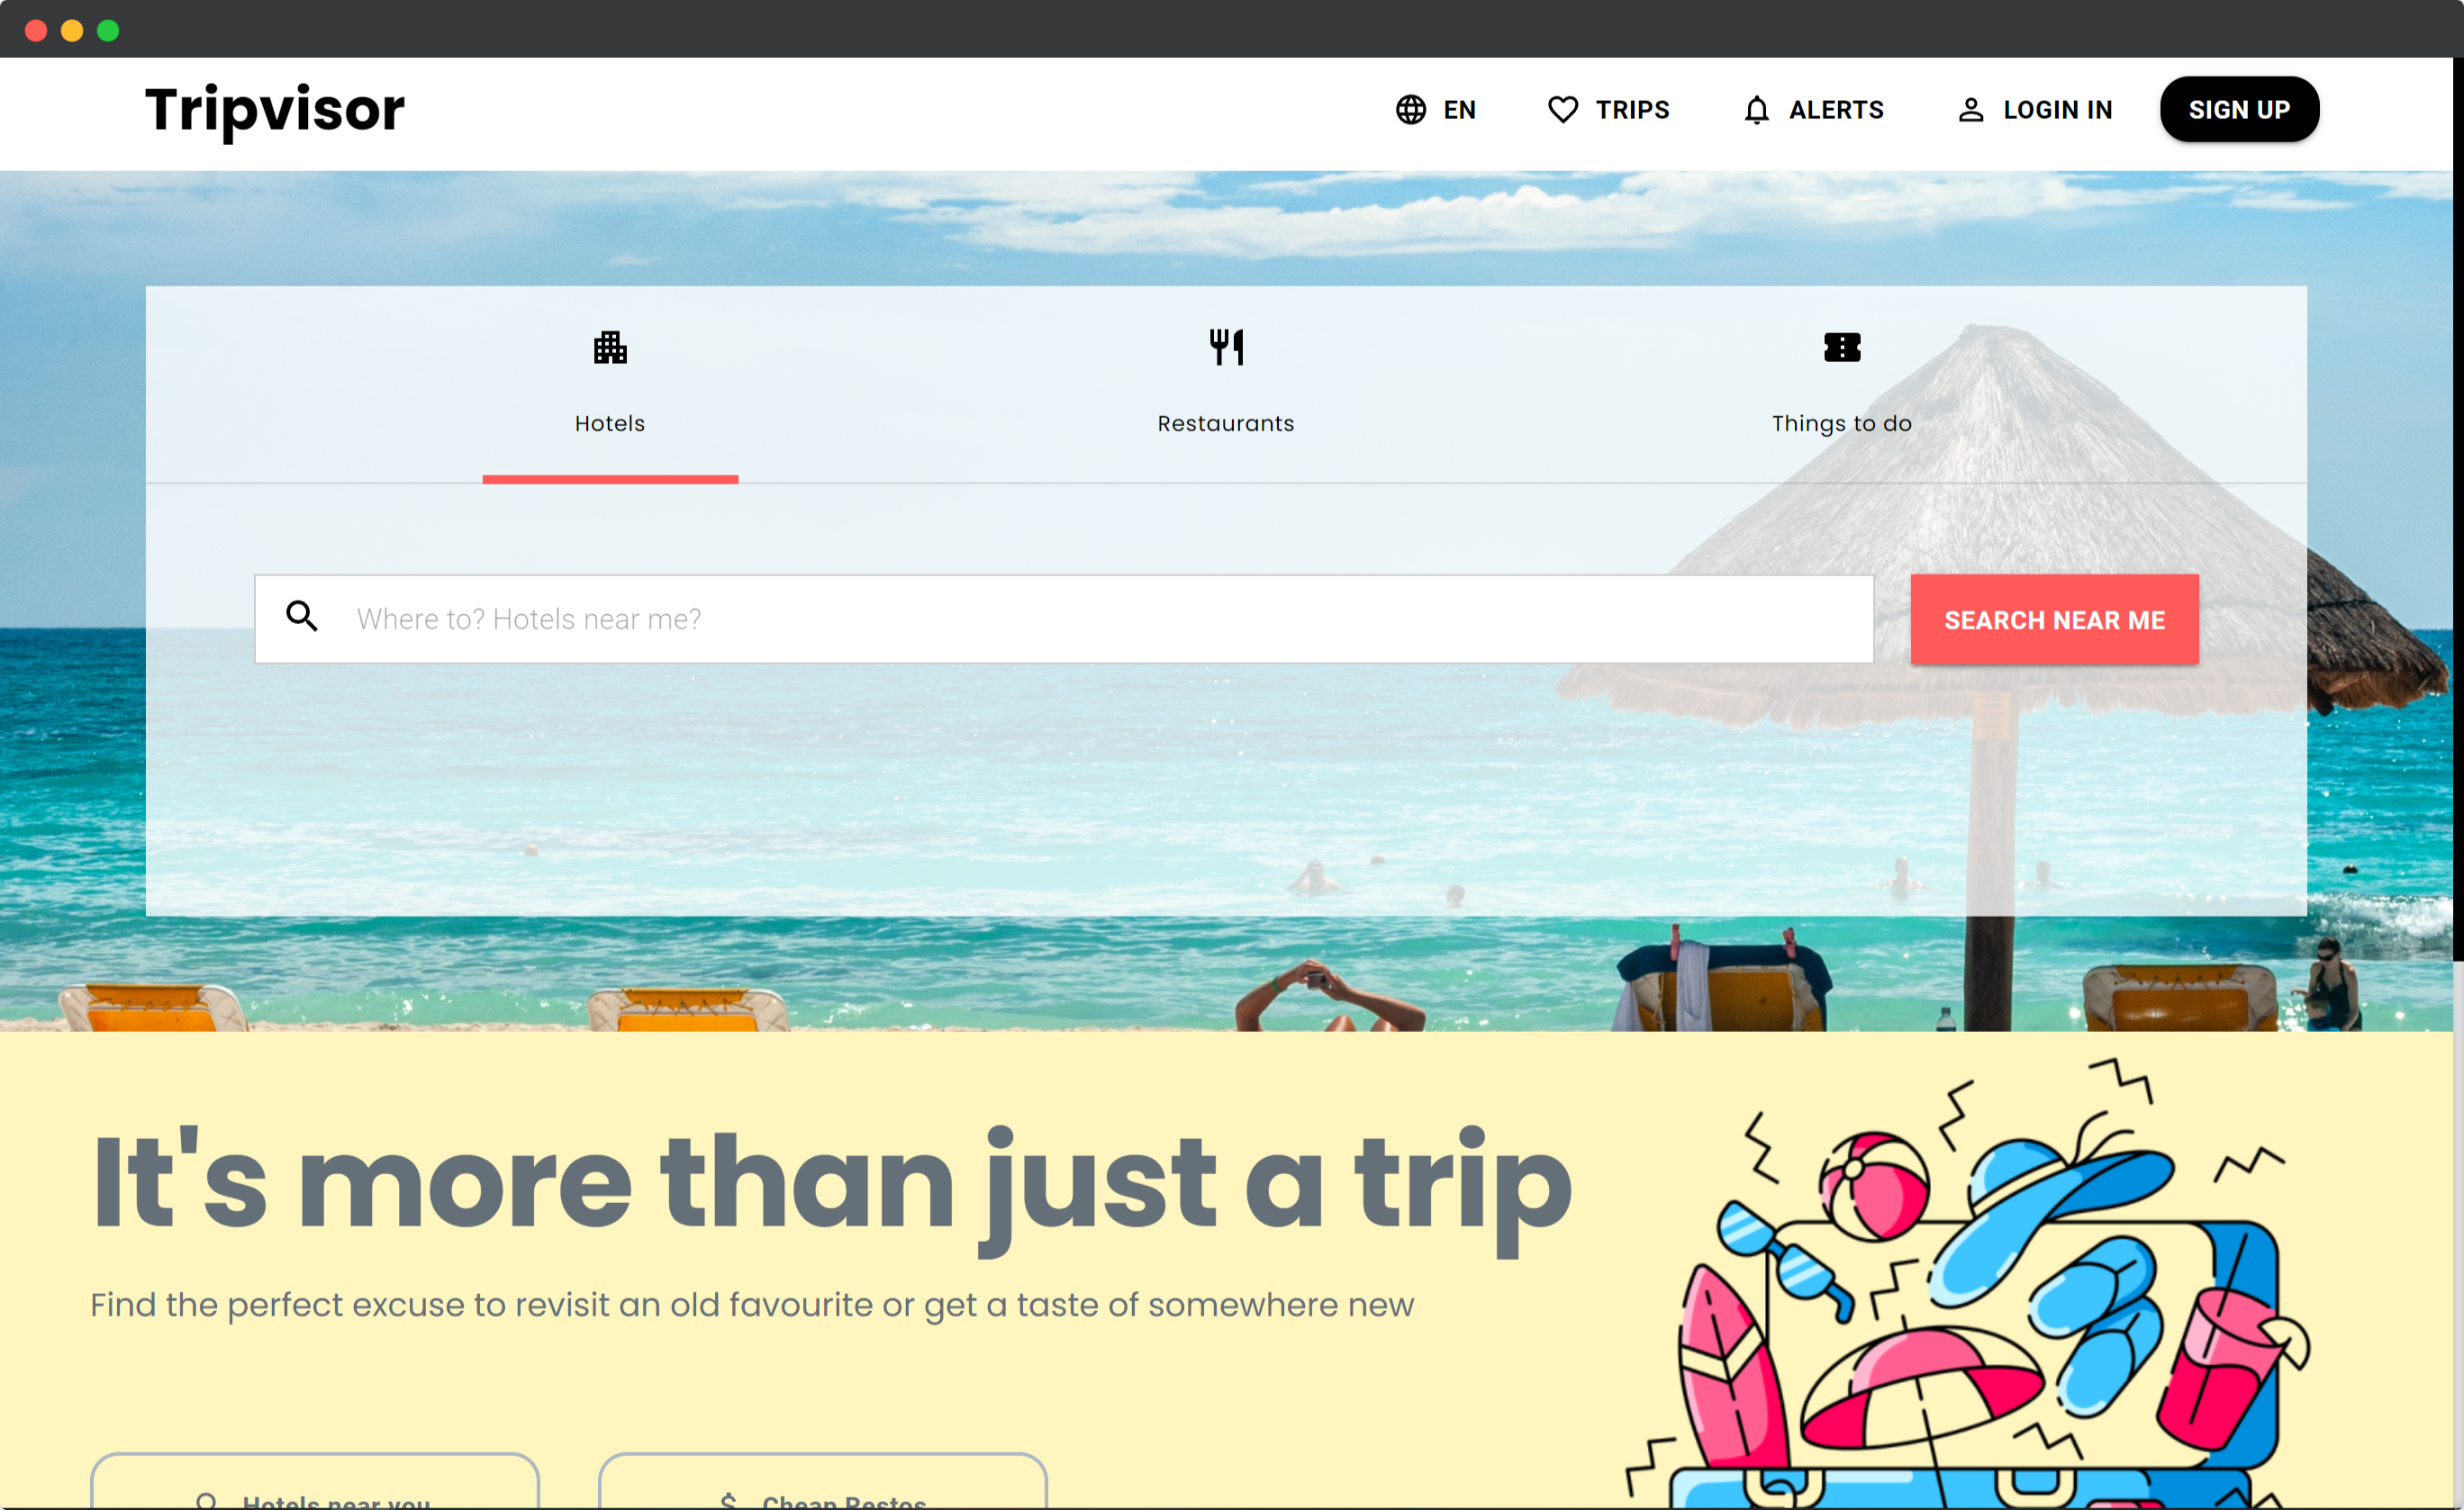 Tripvisor
EN
TRIPS
ALERTS
LOGIN IN
SIGN UP
Hotels
Restaurants
Things to do
Where to? Hotels near me?
SEARCH NEAR ME
It's more than just a trip
Find the perfect excuse to revisit an old favourite or get a taste of somewhere new
Hotels near you
Cheap Restos